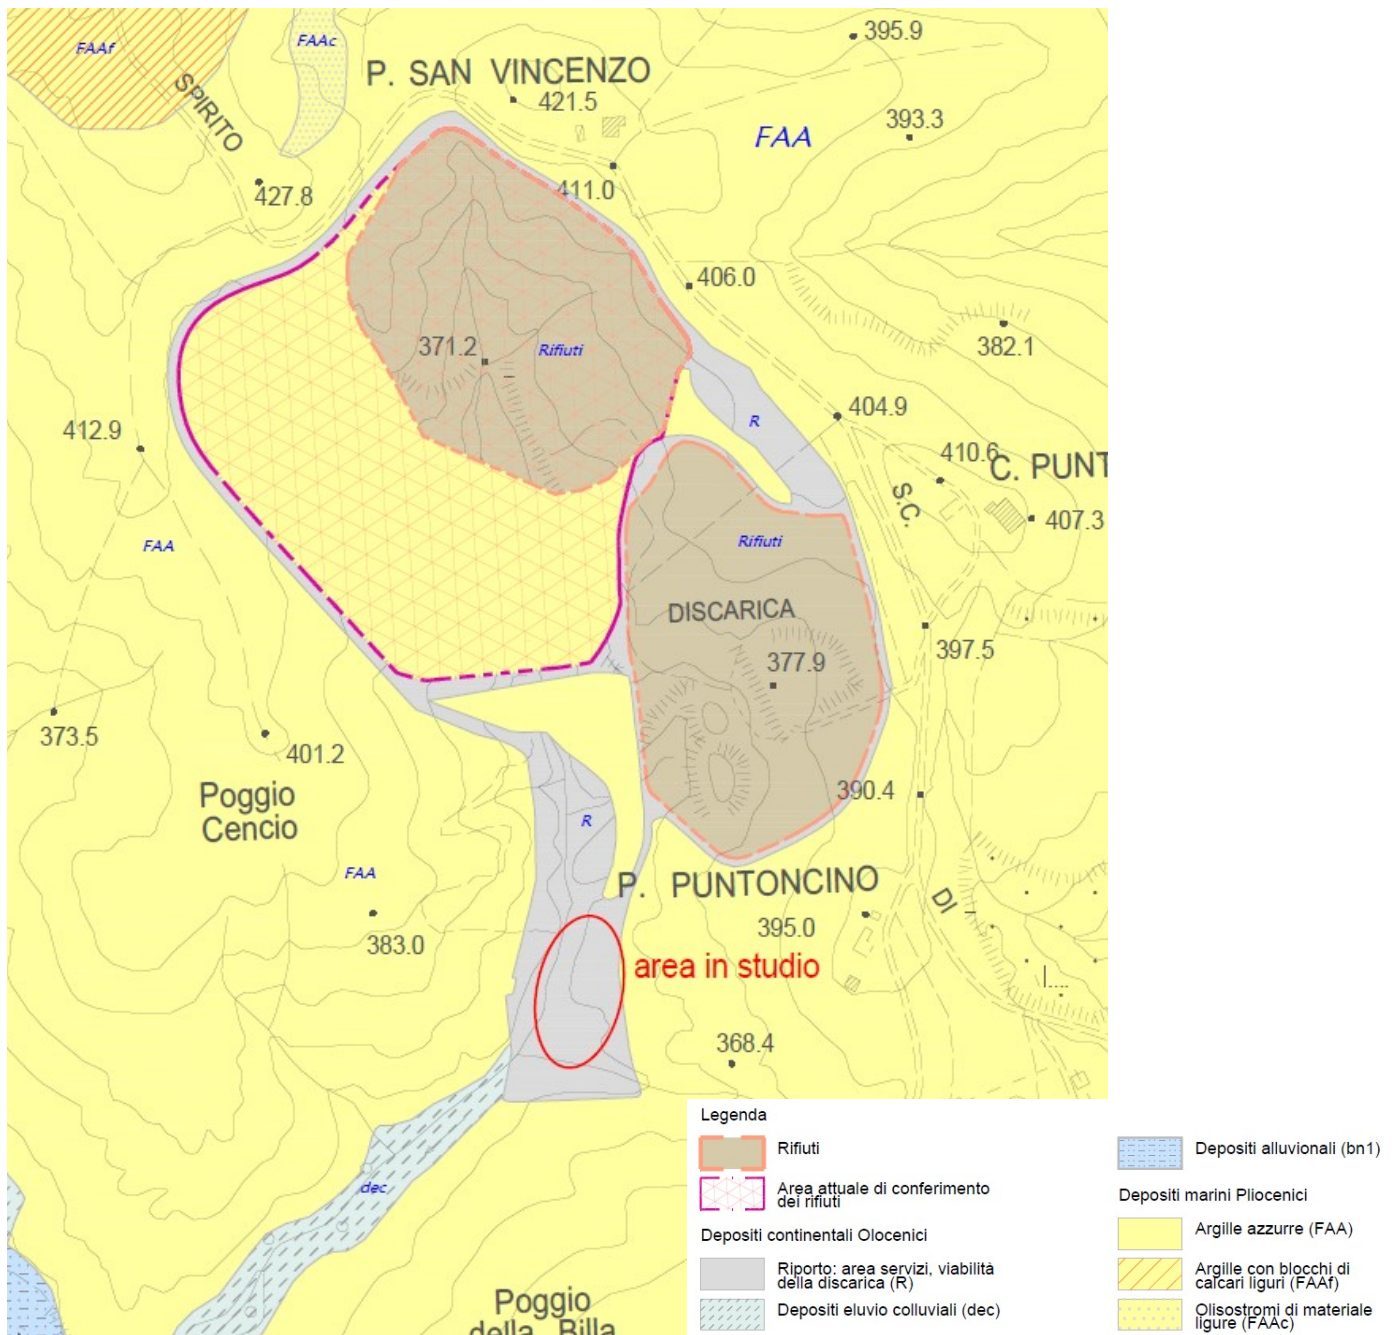 FAAf
FAAc
395.9
P. SAN VINCENZO
421.5
SPIRITO
FAA
393.3
427.8
411.0
406.0
371.2
Rifiuti
382.1
R
404.9
412.9
410.6
C. PUNT
S.C.
407.3
FAA
Rifiuti
DISCARICA
397.5
377.9
373.5
401.2
Poggio
Cencio
390.4
R
FAA
P. PUNTONCINO
DI
383.0
395.0
area in studio
368.4
dec
Poggio
della Billa
Legenda
Rifiuti
Area attuale di conferimento
dei rifiuti
Depositi continentali Olocenici
Riporto: area servizi, viabilità
della discarica (R)
Depositi eluvio colluviali (dec)
Depositi alluvionali (bn1)
Depositi marini Pliocenici
Argille azzurre (FAA)
Argille con blocchi di
calcari liguri (FAAf)
Olisostromi di materiale
ligure (FAAc)